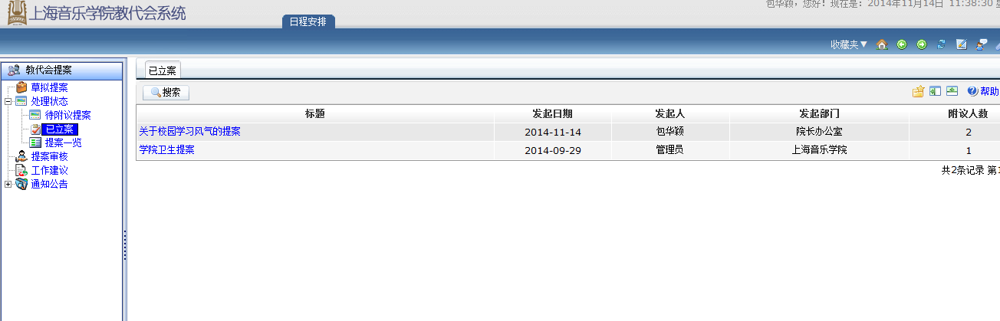 上海音乐学院教代会系统
包华颖，您好！现在是：2014年11月14日 11:38:30
日程安排
收藏夹
教代会提案
草拟提案
处理状态
待附议提案
已立案
提案一览
提案审核
工作建议
通知公告
已立案
搜索
帮助
标题 发起日期 发起人 发起部门 附议人数
关于校园学习风气的提案 2014-11-14 包华颖 院长办公室 2
学院卫生提案 2014-09-29 管理员 上海音乐学院 1
共2条记录 第